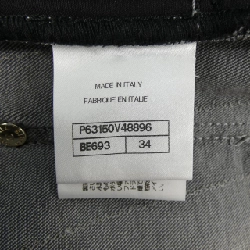 MADE IN ITALY
FABRIQUE EN ITALIE
P63150V48896
BE693 34